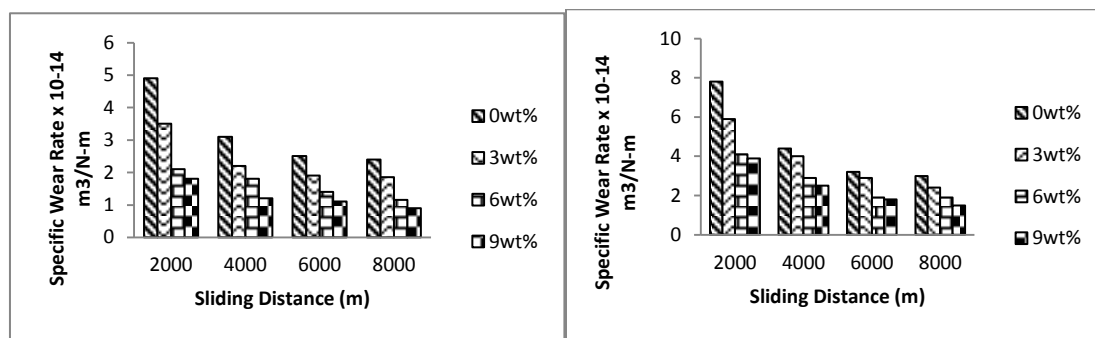 Specific Wear Rate x 10-14
m3/N-m
6
5
4
3
2
1
0
2000 4000 6000 8000
Sliding Distance (m)
0wt%
3wt%
6wt%
9wt%
Specific Wear Rate x 10-14
m3/N-m
10
8
6
4
2
0
2000 4000 6000 8000
Sliding Distance (m)
0wt%
3wt%
6wt%
9wt%